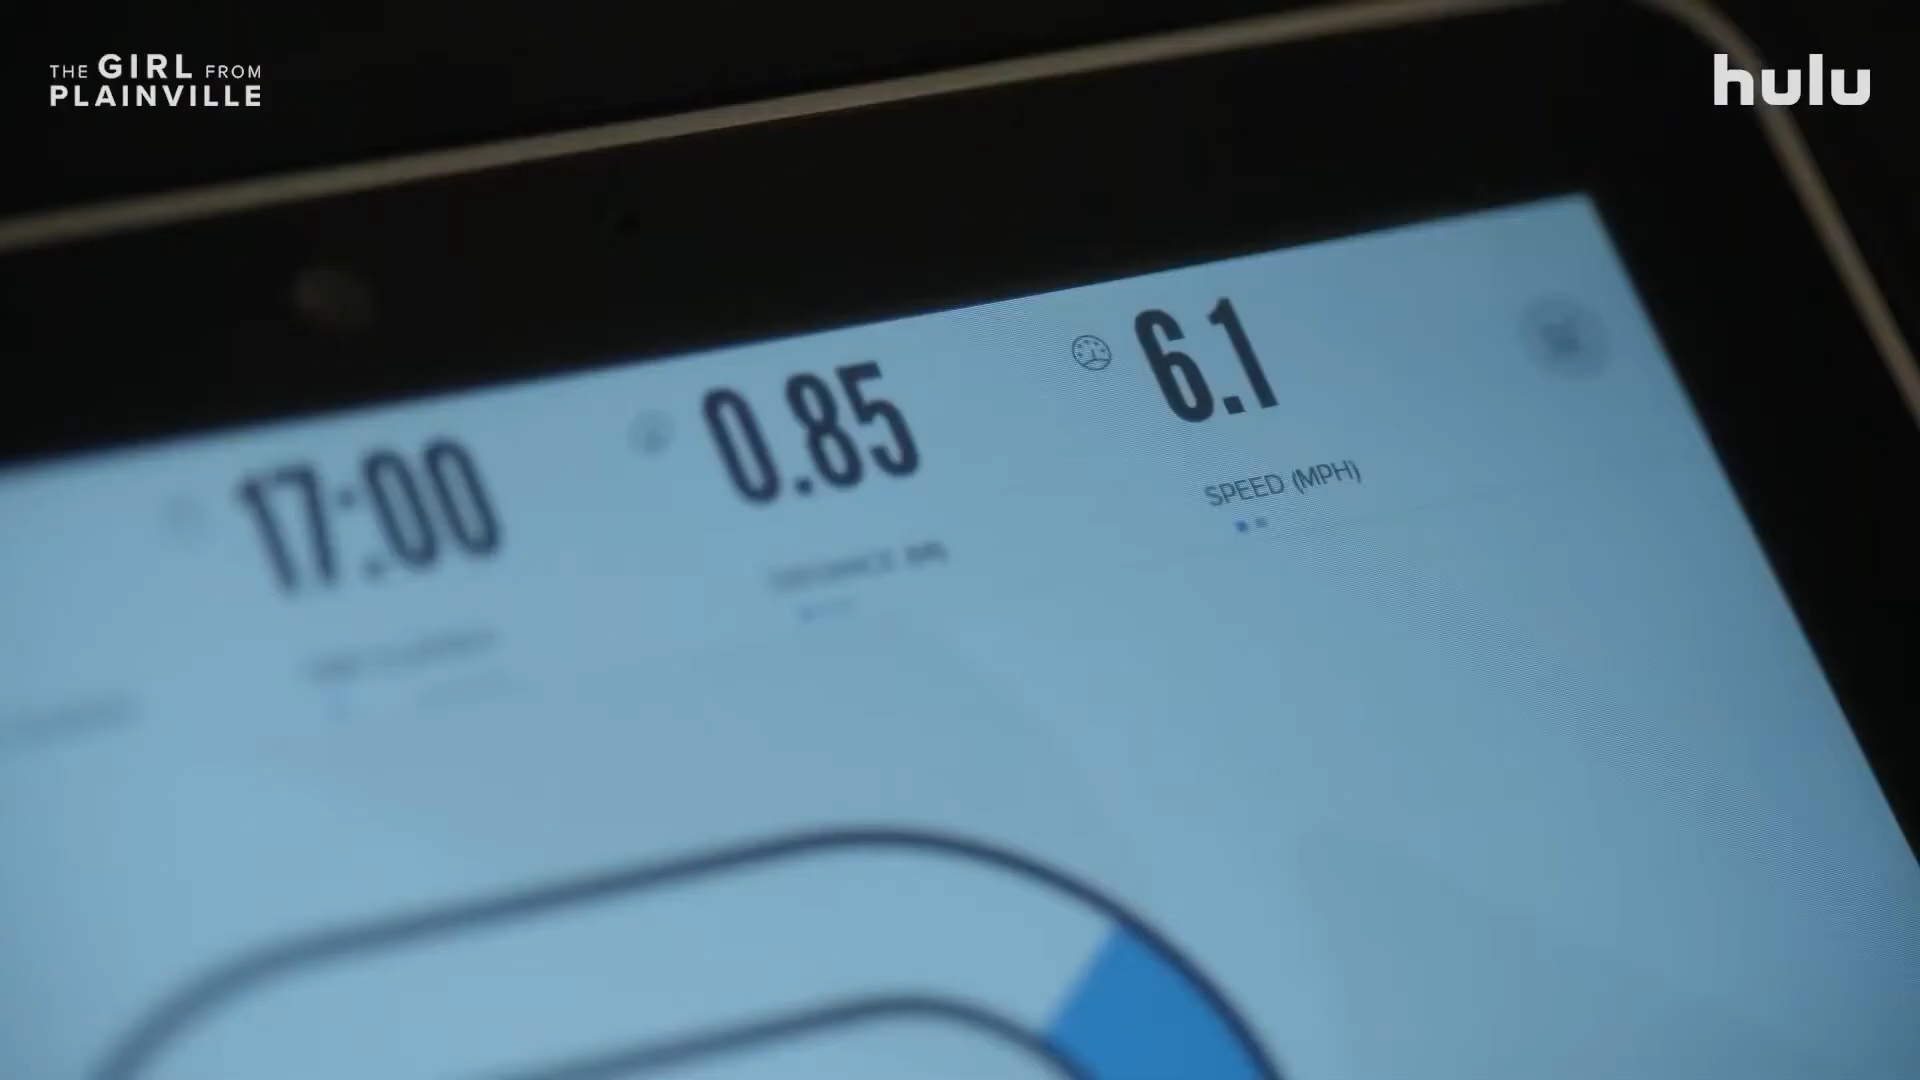 THE GIRL FROM
PLAINVILLE
hulu
17:00
0.85
6.1
SPEED (MPH)